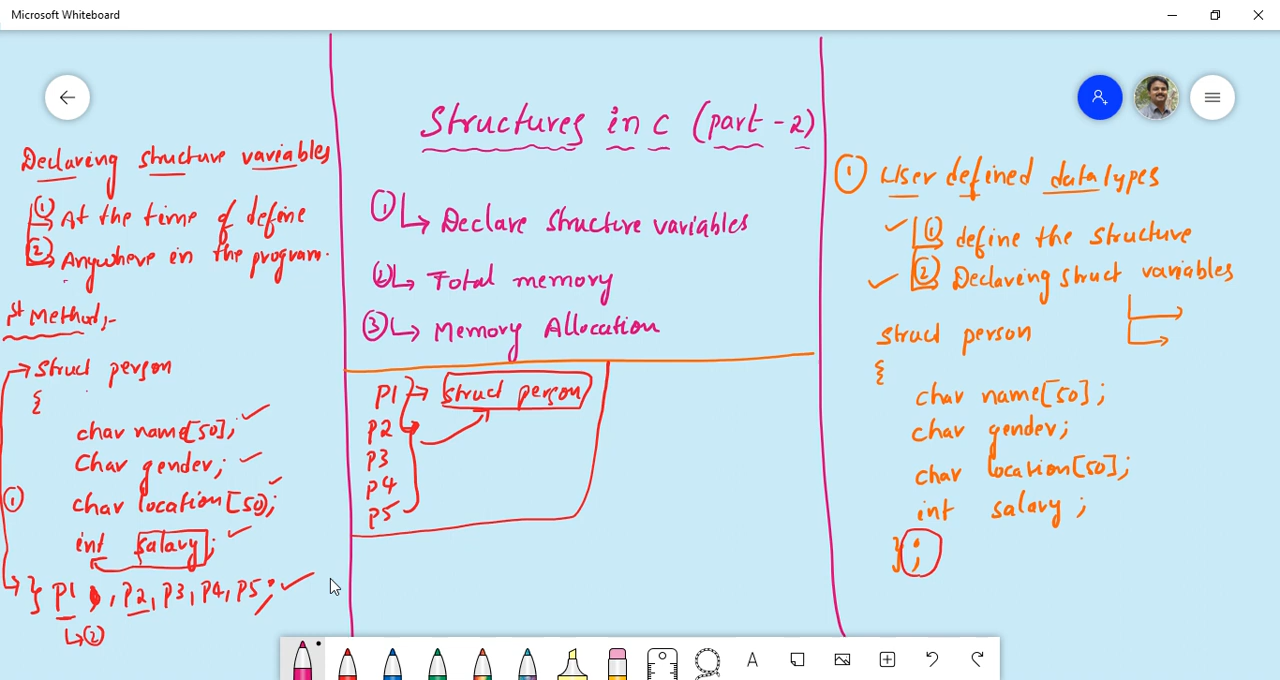 Microsoft Whiteboard
Declaring structure variables
① At the time of define
② Anywhere in the program.
1st Method;-
struct person
{
char name[50];
Char gender;
char location[50];
① 
int salary;
} P1 , P2, P3, P4, P5;
②
Structures in c (part - 2)
① Declare structure variables
② Total memory
③ Memory Allocation
P1 struct person
P2
P3
P4
P5
① User defined datatypes
① define the structure
② Declaring struct variables
struct person
{
char name[50];
char gender;
char location[50];
int salary;
};